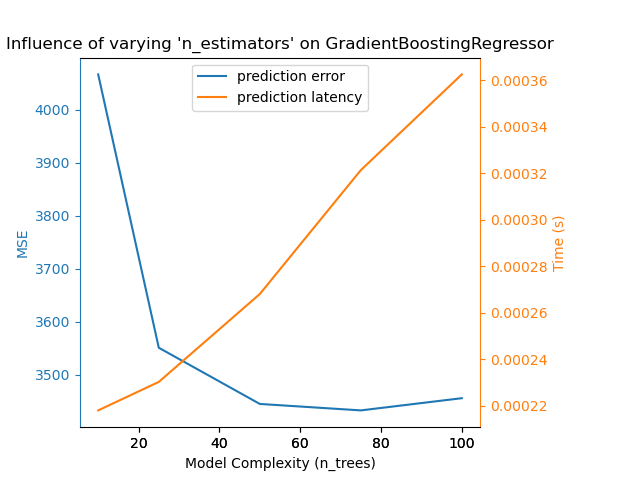 Influence of varying 'n_estimators' on GradientBoostingRegressor
prediction error
prediction latency
4000
3900
3800
3700
3600
3500
MSE
0.00036
0.00034
0.00032
0.00030
0.00028
0.00026
0.00024
0.00022
Time (s)
20 40 60 80 100
Model Complexity (n_trees)